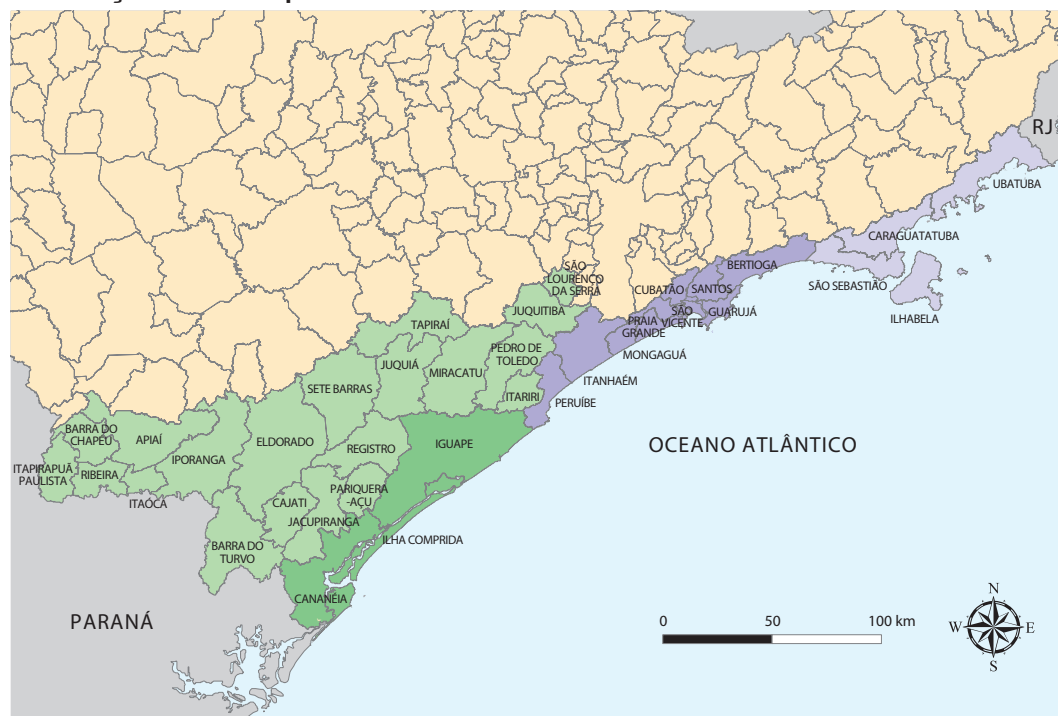 RJ
UBATUBA
CARAGUATATUBA
SÃO SEBASTIÃO
ILHABELA
BERTIOGA
SANTOS
CUBATÃO
GUARUJÁ
SÃO
VICENTE
PRAIA
GRANDE
MONGAGUÁ
ITANHAÉM
PERUÍBE
SÃO
LOURENÇO
DA SERRA
JUQUITIBA
TAPIRAÍ
PEDRO DE
TOLEDO
JUQUIÁ
MIRACATU
ITARIRI
SETE BARRAS
IGUAPE
ELDORADO
REGISTRO
BARRA DO
CHAPÉU
APIAÍ
IPORANGA
ITAPIRAPUÃ
PAULISTA
RIBEIRA
ITAÓCA
PARIQUERA
-AÇU
CAJATI
JACUPIRANGA
ILHA COMPRIDA
BARRA DO
TURVO
CANANÉIA
OCEANO ATLÂNTICO
PARANÁ
0 50 100 km
N
W E
S